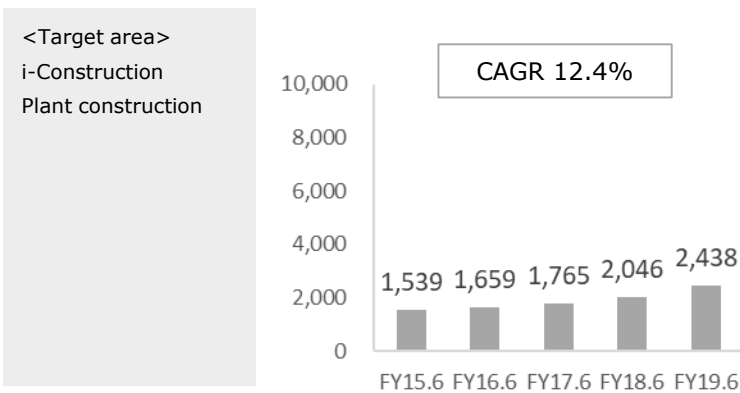 <Target area>
i-Construction
Plant construction
CAGR 12.4%
10,000
8,000
6,000
4,000
2,000
0
1,539 1,659 1,765 2,046 2,438
FY15.6 FY16.6 FY17.6 FY18.6 FY19.6